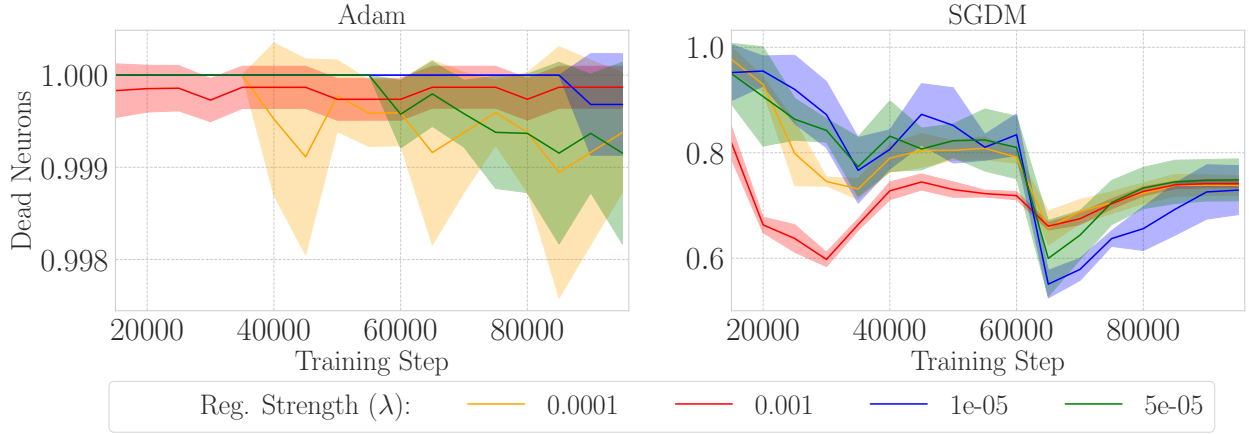 Adam
SGDM
Dead Neurons
1.000
0.999
0.998
1.0
0.8
0.6
20000 40000 60000 80000
20000 40000 60000 80000
Training Step
Training Step
Reg. Strength (λ): 0.0001 0.001 1e-05 5e-05